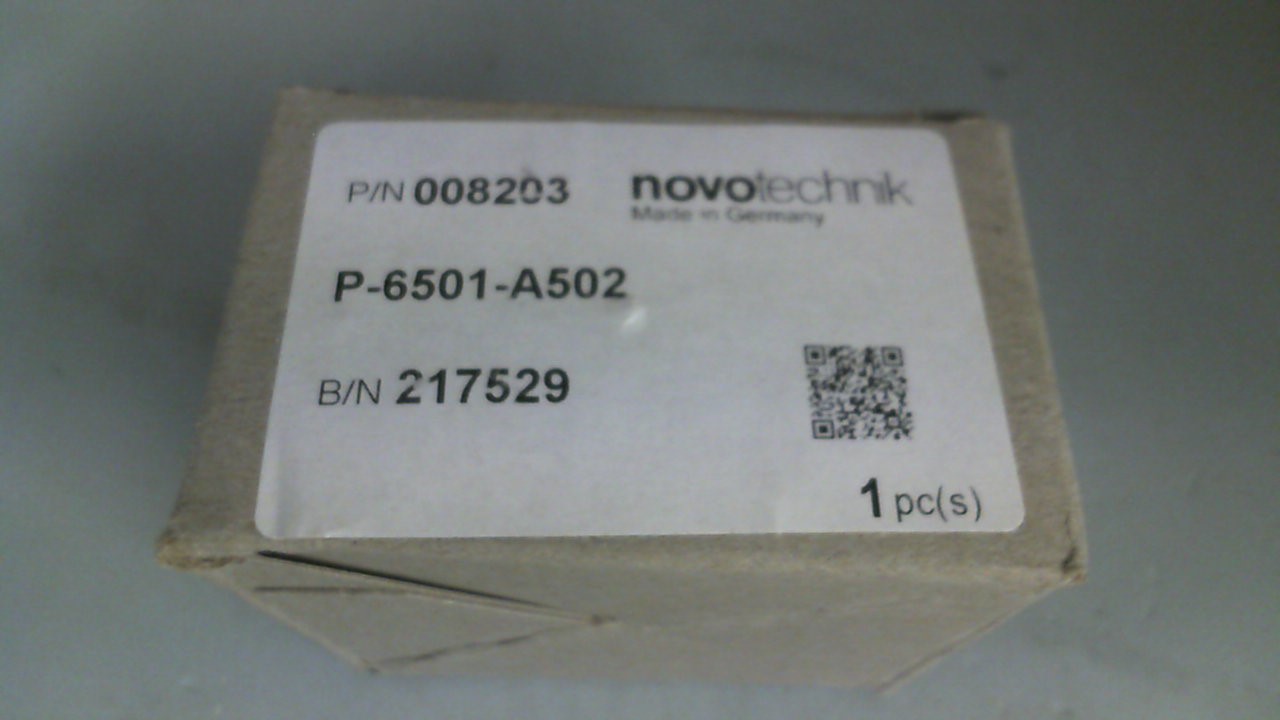 P/N 008203 novotechnik
Made in Germany
P-6501-A502
B/N 217529
1 pc(s)